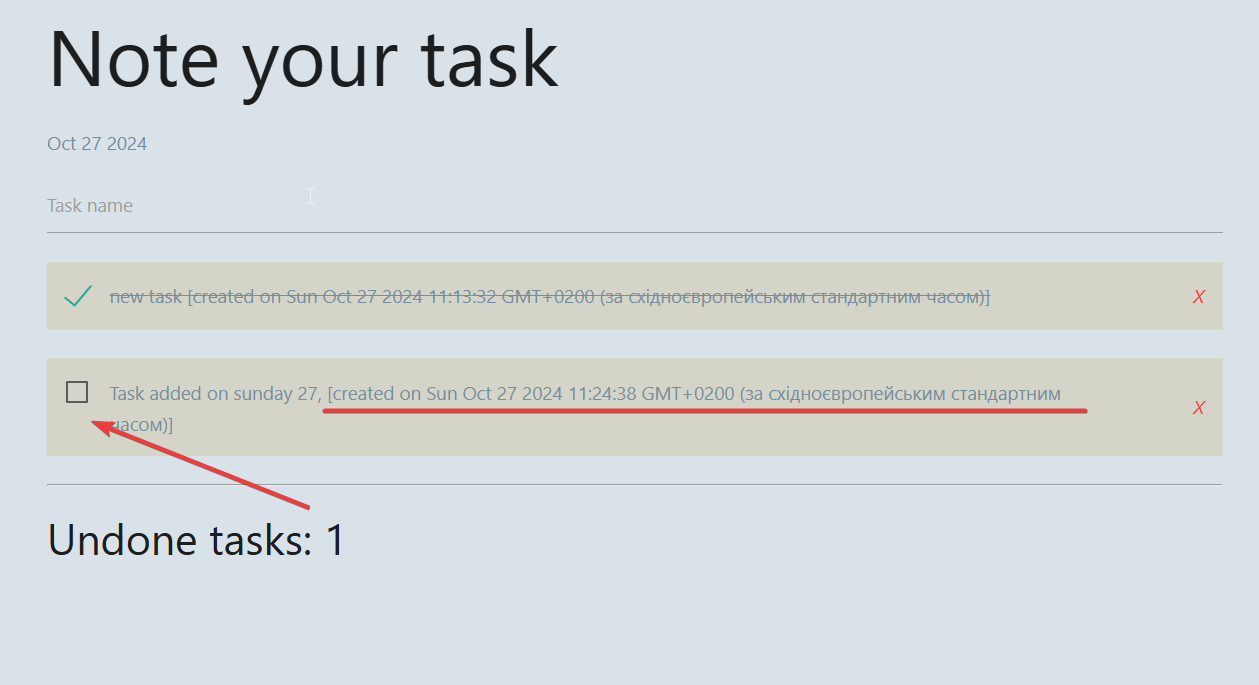 Note your task
Oct 27 2024
Task name
new task [created on Sun Oct 27 2024 11:13:32 GMT+0200 (за східноєвропейським стандартним часом)]
X
Task added on sunday 27, [created on Sun Oct 27 2024 11:24:38 GMT+0200 (за східноєвропейським стандартним
часом)]
X
Undone tasks: 1